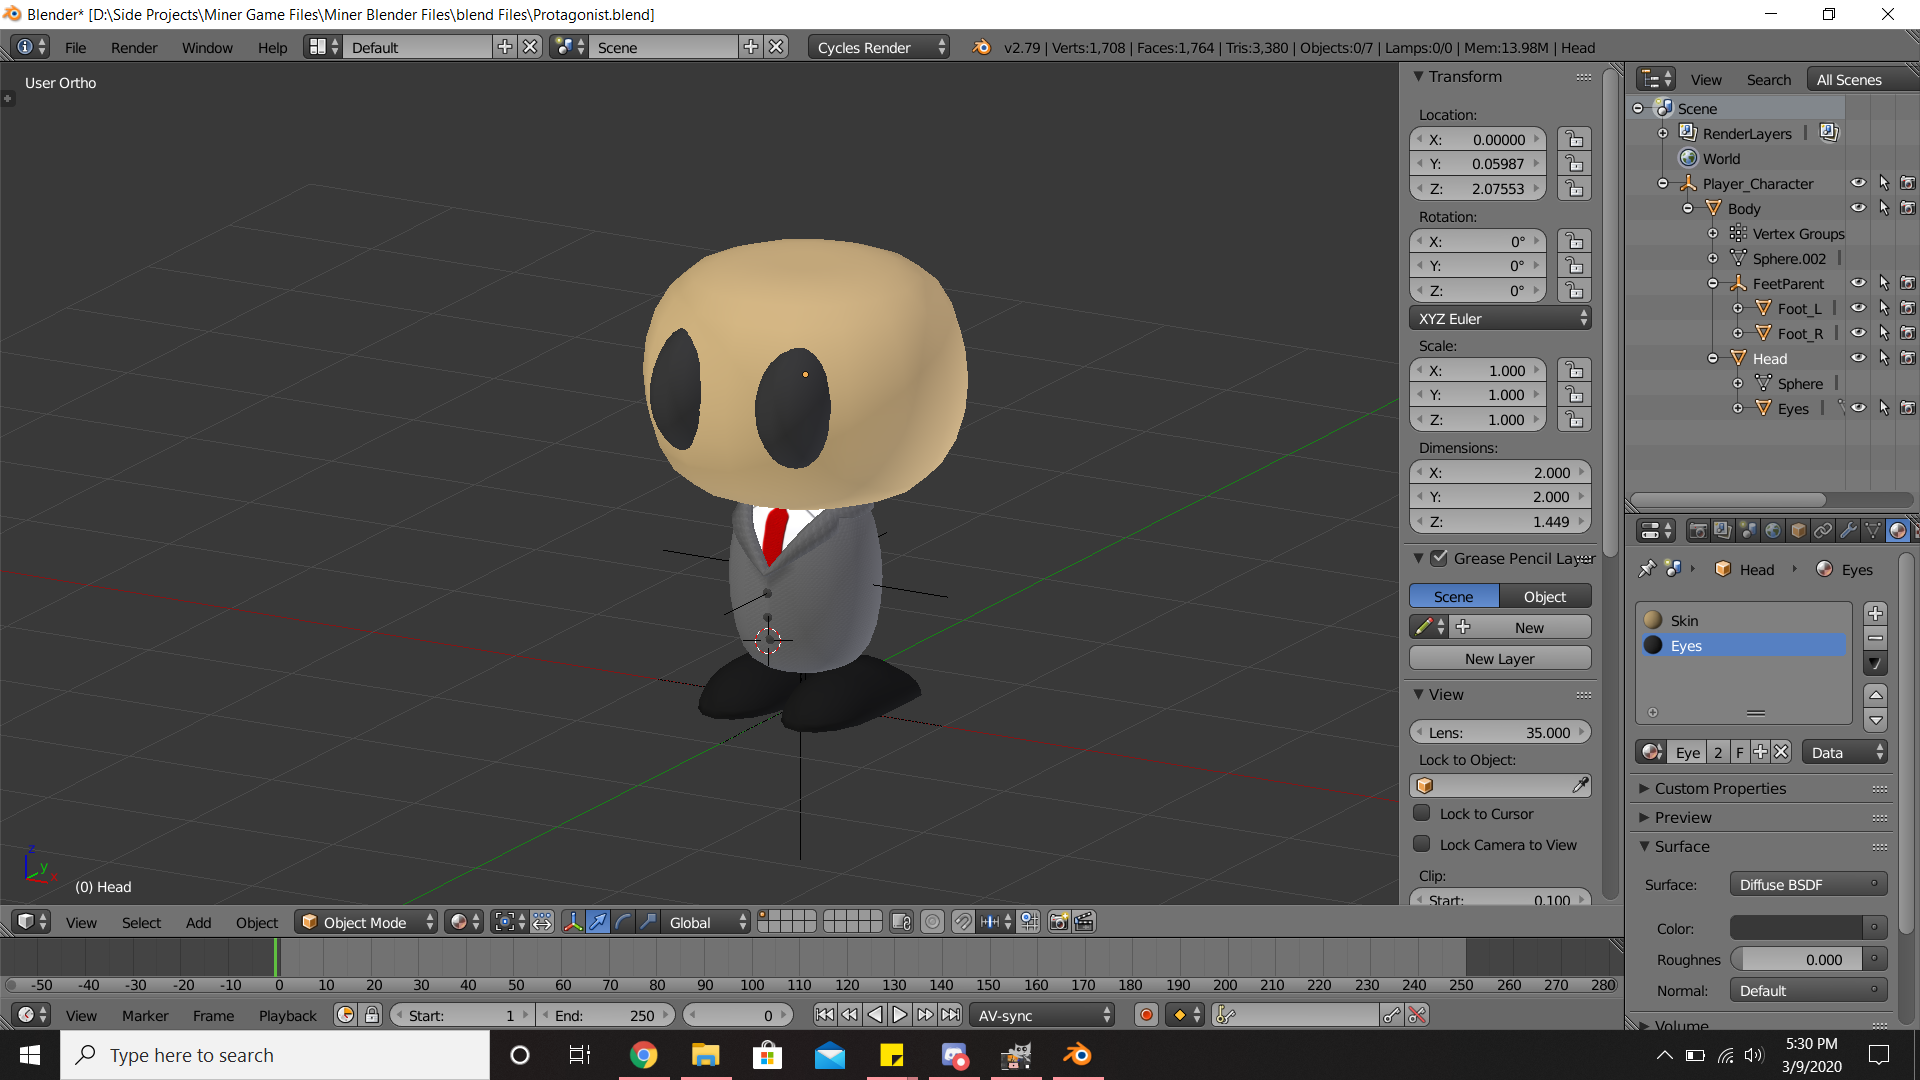 Blender* [D:\Side Projects\Miner Game Files\Miner Blender Files\blend Files\Protagonist.blend]
File Render Window Help Default Scene Cycles Render v2.79 | Verts:1,708 | Faces:1,764 | Tris:3,380 | Objects:0/7 | Lamps:0/0 | Mem:13.98M | Head
User Ortho
(0) Head
z
y
x
Transform
Location:
X: 0.00000
Y: 0.05987
Z: 2.07553
Rotation:
X: 0°
Y: 0°
Z: 0°
XYZ Euler
Scale:
X: 1.000
Y: 1.000
Z: 1.000
Dimensions:
X: 2.000
Y: 2.000
Z: 1.449
Grease Pencil Layer
Scene Object
New
New Layer
View
Lens: 35.000
Lock to Object:
Lock to Cursor
Lock Camera to View
Clip:
Start: 0.100
View Search All Scenes
Scene
RenderLayers
World
Player_Character
Body
Vertex Groups
Sphere.002
FeetParent
Foot_L
Foot_R
Head
Sphere
Eyes
Head Eyes
Skin
Eyes
Eye 2 F Data
Custom Properties
Preview
Surface
Surface: Diffuse BSDF
Color:
Roughnes 0.000
Normal: Default
Volume
View Select Add Object Object Mode Global
-50 -40 -30 -20 -10 0 10 20 30 40 50 60 70 80 90 100 110 120 130 140 150 160 170 180 190 200 210 220 230 240 250 260 270 280
View Marker Frame Playback Start: 1 End: 250 0 AV-sync
Type here to search
5:30 PM
3/9/2020